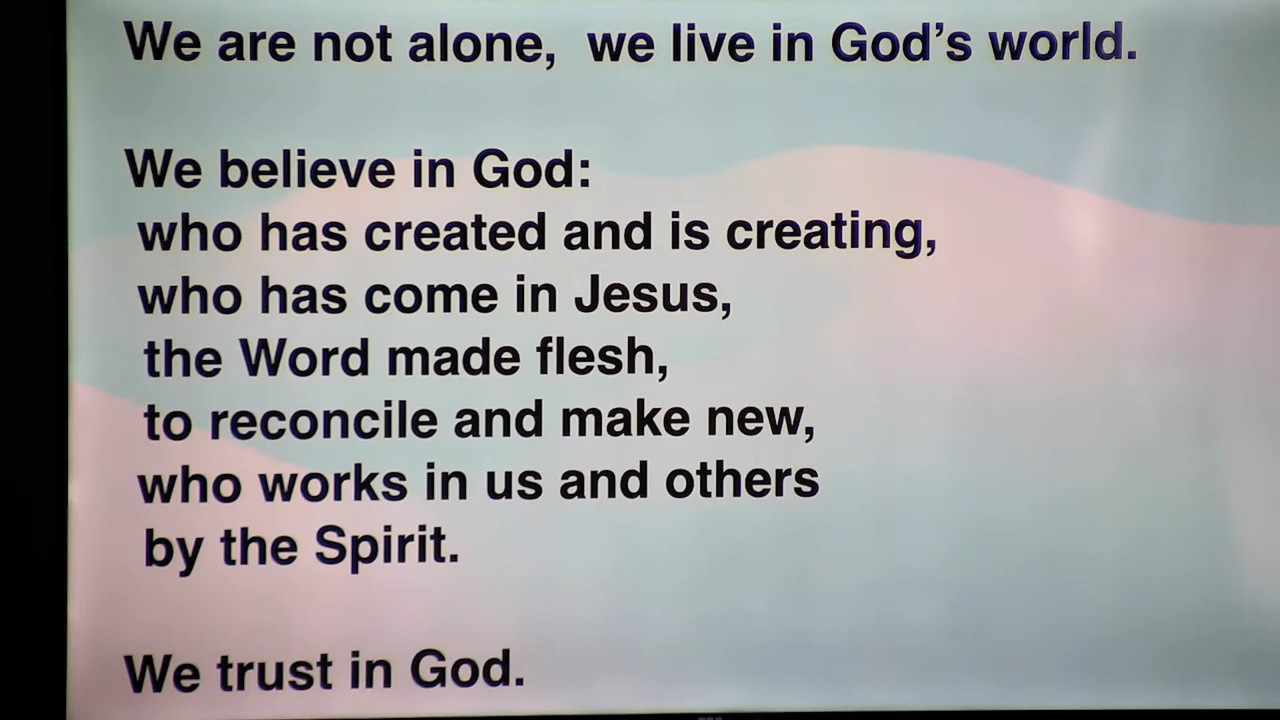 We are not alone, we live in God’s world.
We believe in God:
who has created and is creating,
who has come in Jesus,
the Word made flesh,
to reconcile and make new,
who works in us and others
by the Spirit.
We trust in God.